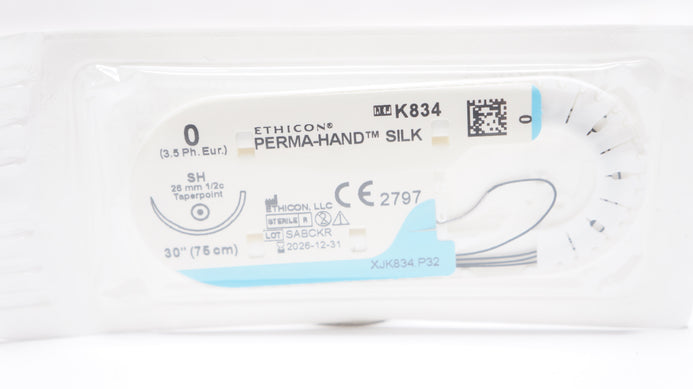 0
(3.5 Ph. Eur.)
SH
26 mm 1/2c
Taperpoint
30" (75 cm)
ETHICON®
PERMA-HAND™ SILK
REF K834
ETHICON, LLC
STERILE R
LOT SABCKR
2026-12-31
CE 2797
XJK834.P32
0